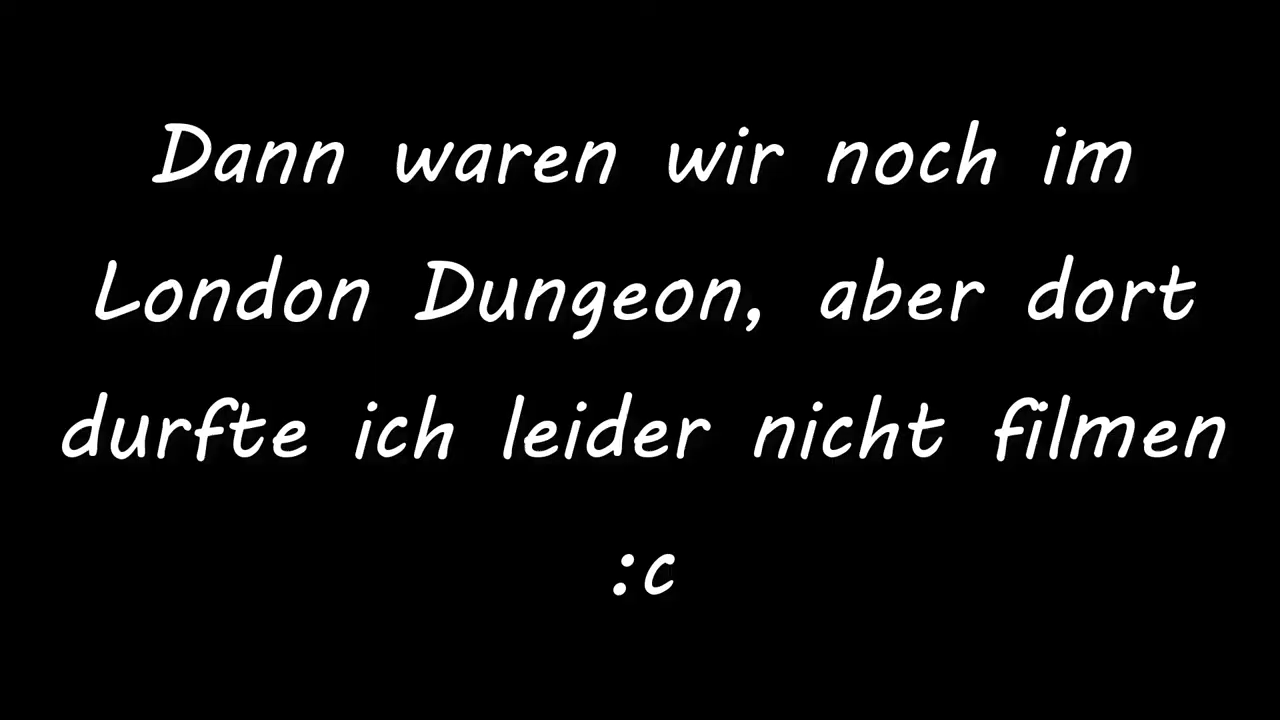 Dann waren wir noch im
London Dungeon, aber dort
durfte ich leider nicht filmen
:c